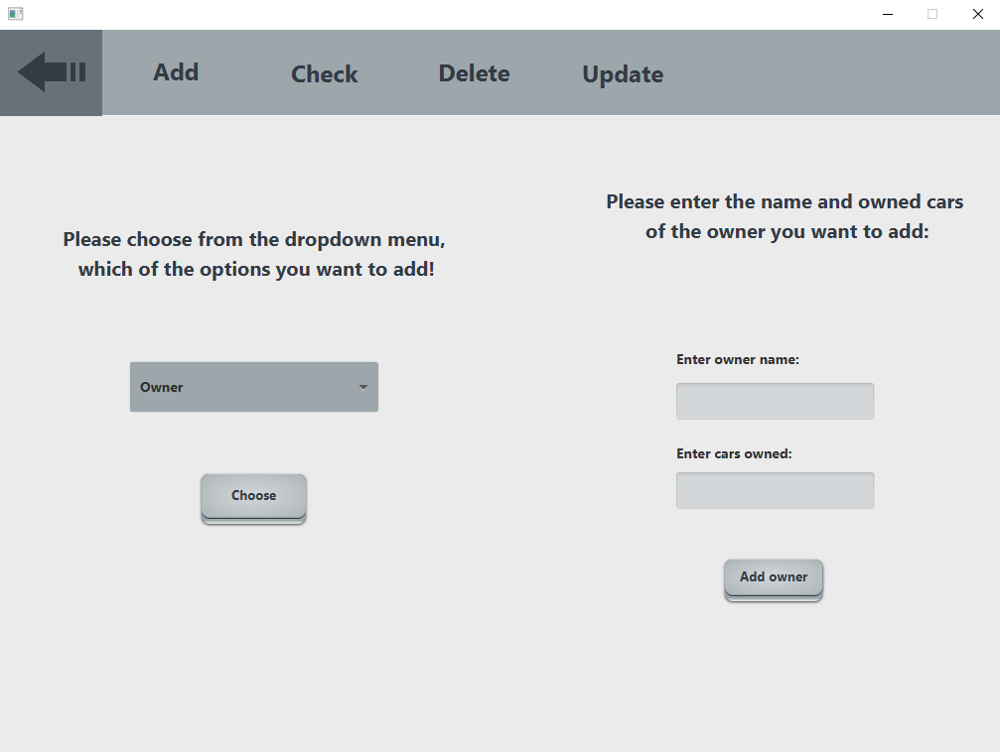 Add
Check
Delete
Update
Please choose from the dropdown menu,
which of the options you want to add!
Owner
Choose
Please enter the name and owned cars
of the owner you want to add:
Enter owner name:
Enter cars owned:
Add owner